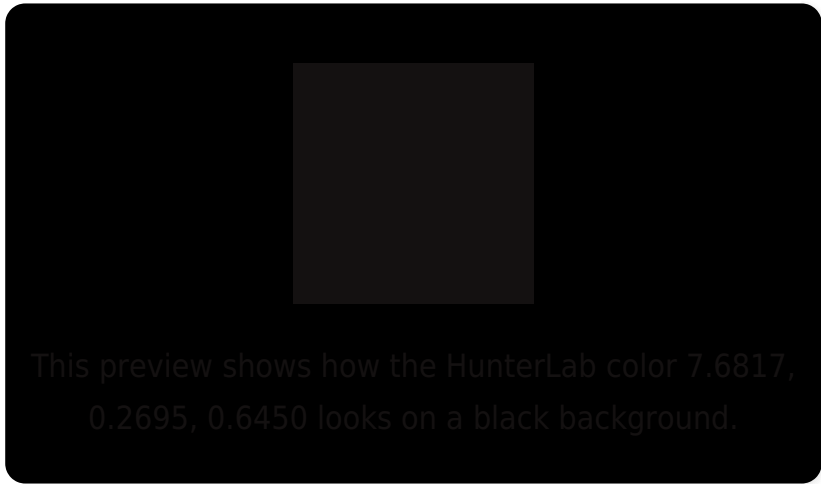 This preview shows how the HunterLab color 7.6817,
0.2695, 0.6450 looks on a black background.